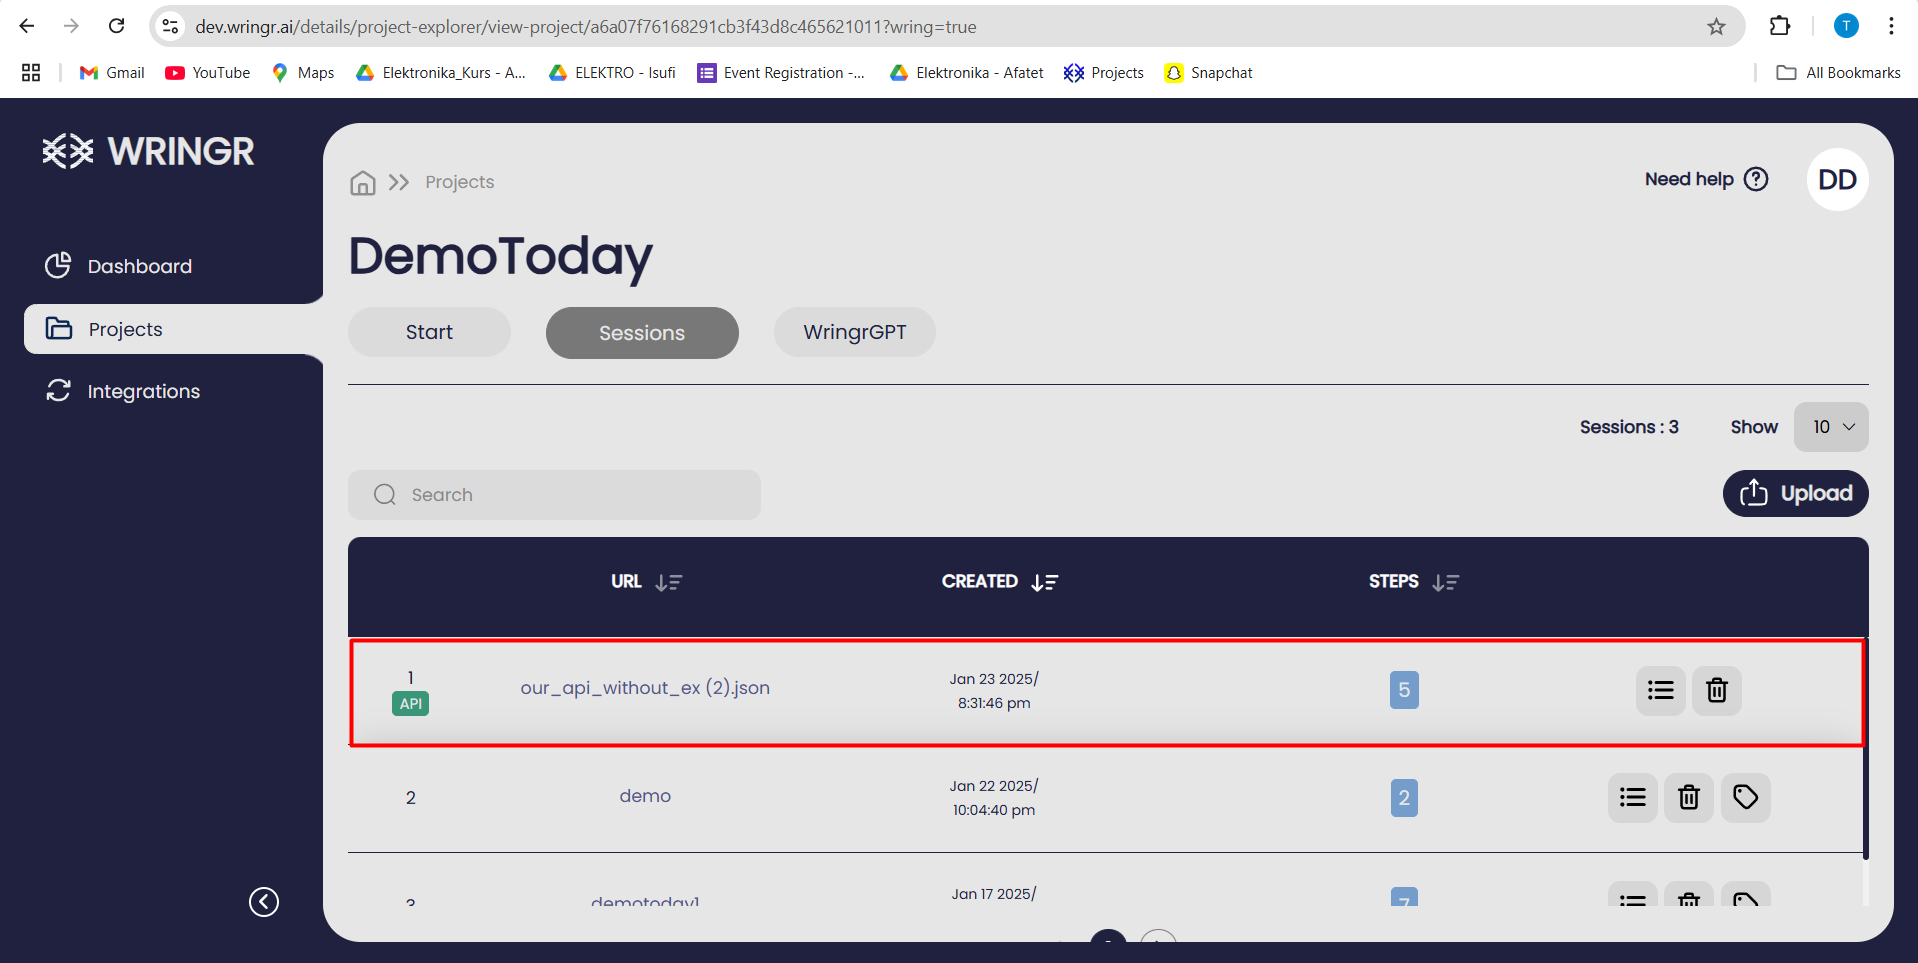 dev.wringr.ai/details/project-explorer/view-project/a6a07f76168291cb3f43d8c465621011?wring=true
T
Gmail
YouTube
Maps
Elektronika_Kurs - A...
ELEKTRO - Isufi
Event Registration -...
Elektronika - Afatet
Projects
Snapchat
All Bookmarks
WRINGR
Dashboard
Projects
Integrations
Projects
Need help
DD
DemoToday
Start
Sessions
WringrGPT
Sessions : 3
Show
10
Search
Upload
URL
CREATED
STEPS
1
API
our_api_without_ex (2).json
Jan 23 2025/
8:31:46 pm
5
2
demo
Jan 22 2025/
10:04:40 pm
2
3
demotoday1
Jan 17 2025/
7